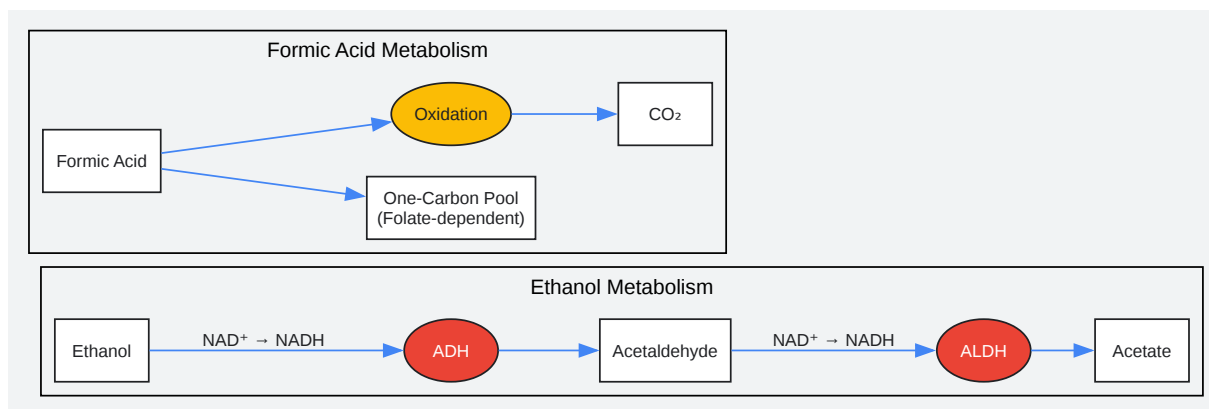 Formic Acid Metabolism
Oxidation
CO₂
Formic Acid
One-Carbon Pool
(Folate-dependent)
Ethanol Metabolism
Ethanol
NAD⁺ → NADH
ADH
Acetaldehyde
NAD⁺ → NADH
ALDH
Acetate